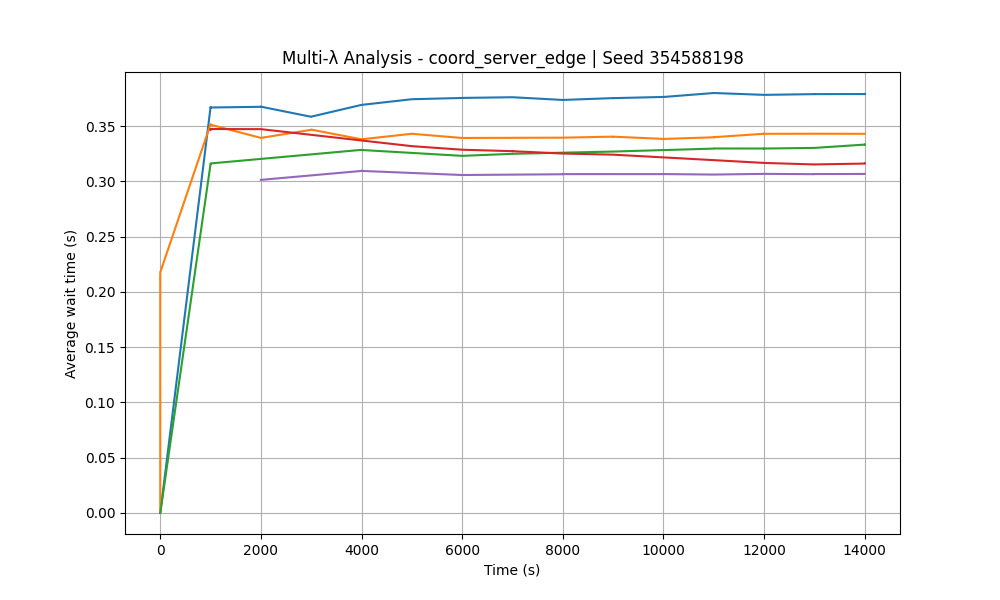 Multi-λ Analysis - coord_server_edge | Seed 354588198
Average wait time (s)
0.35
0.30
0.25
0.20
0.15
0.10
0.05
0.00
0 2000 4000 6000 8000 10000 12000 14000
Time (s)